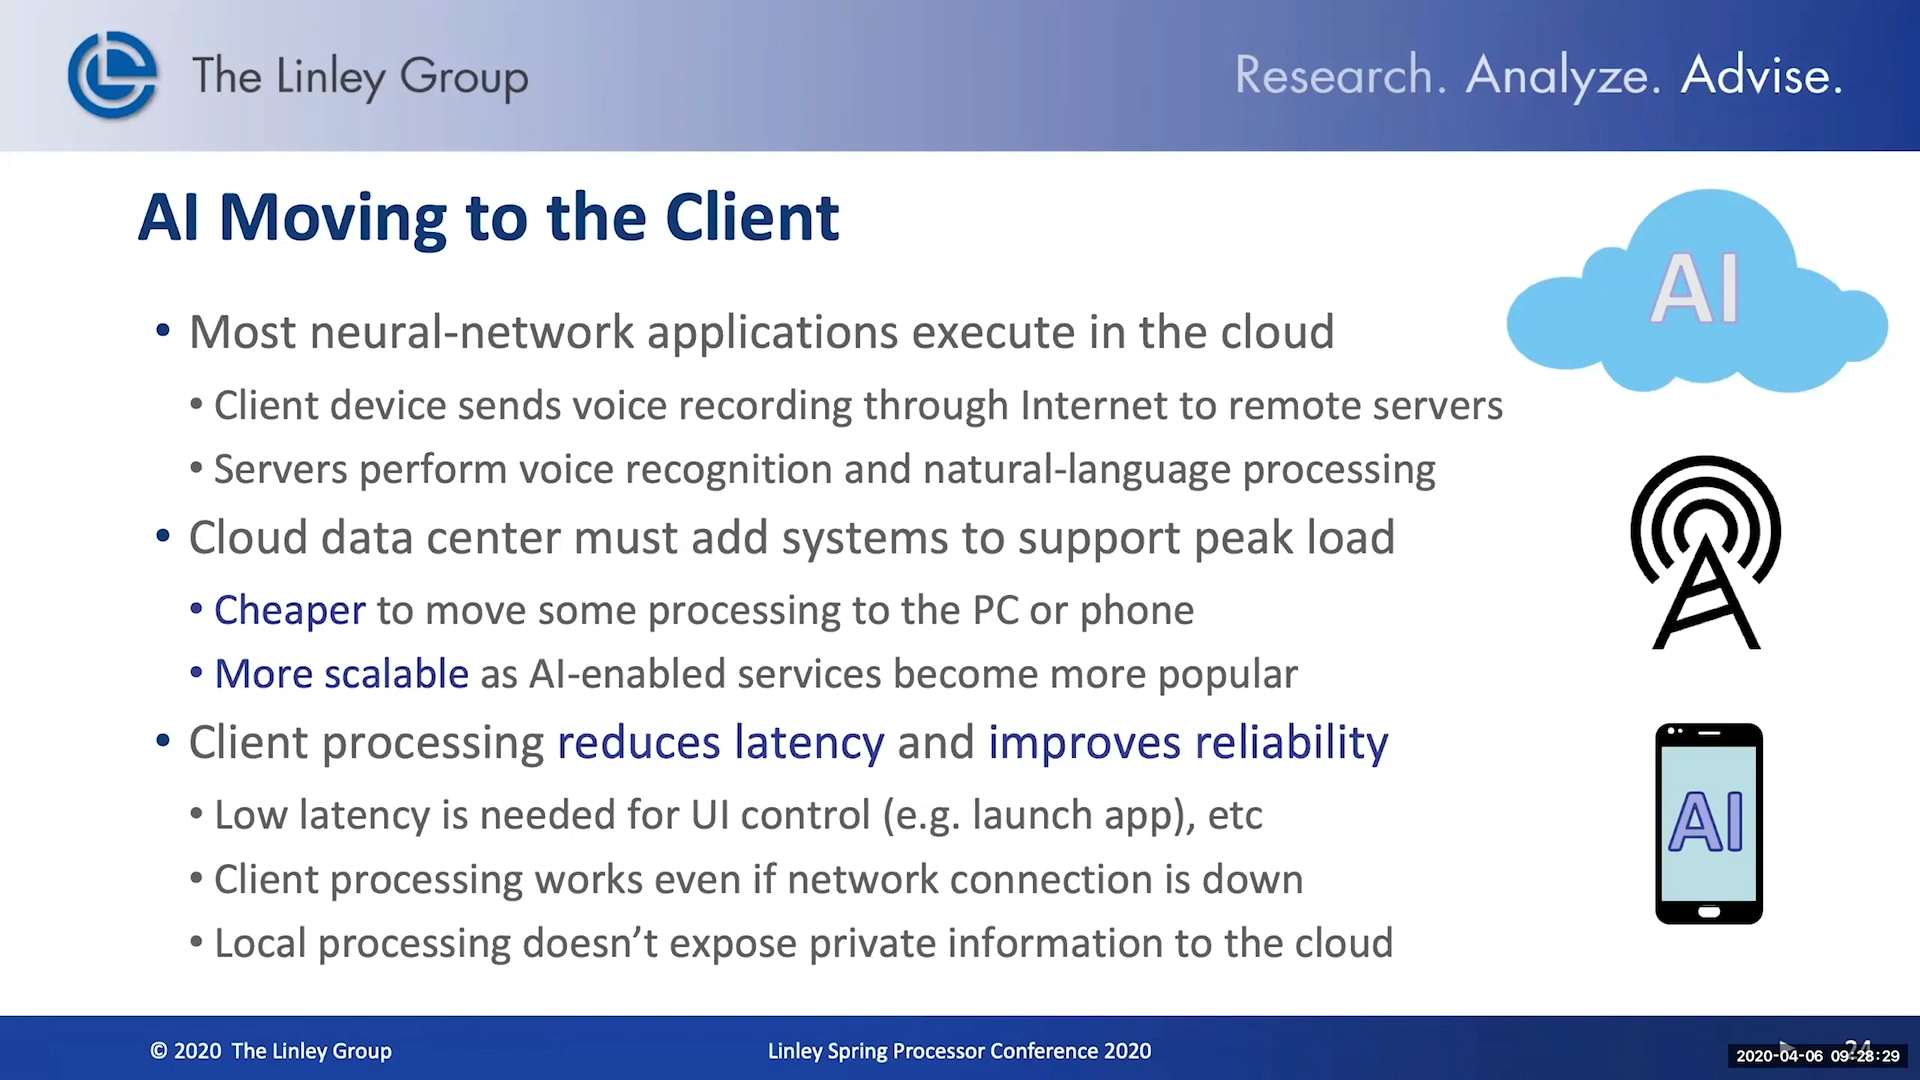 The Linley Group
Research. Analyze. Advise.
AI Moving to the Client
AI
• Most neural-network applications execute in the cloud
• Client device sends voice recording through Internet to remote servers
• Servers perform voice recognition and natural-language processing
• Cloud data center must add systems to support peak load
• Cheaper to move some processing to the PC or phone
• More scalable as AI-enabled services become more popular
• Client processing reduces latency and improves reliability
• Low latency is needed for UI control (e.g. launch app), etc
AI
• Client processing works even if network connection is down
• Local processing doesn’t expose private information to the cloud
© 2020 The Linley Group
Linley Spring Processor Conference 2020
24
2020-04-06 09:28:29